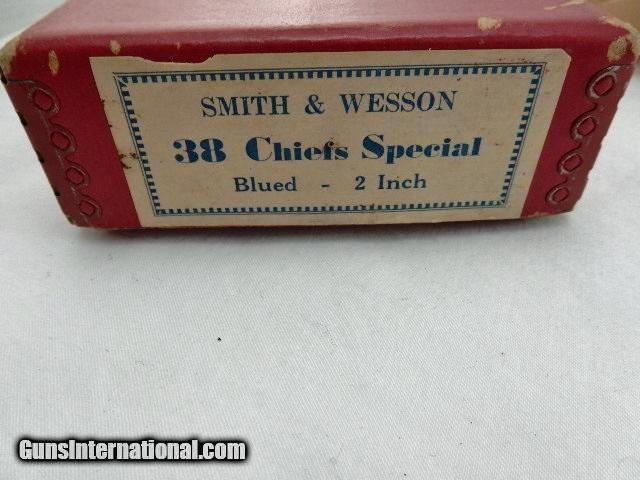 SMITH & WESSON
38 Chiefs Special
Blued - 2 Inch
GunsInternational.com